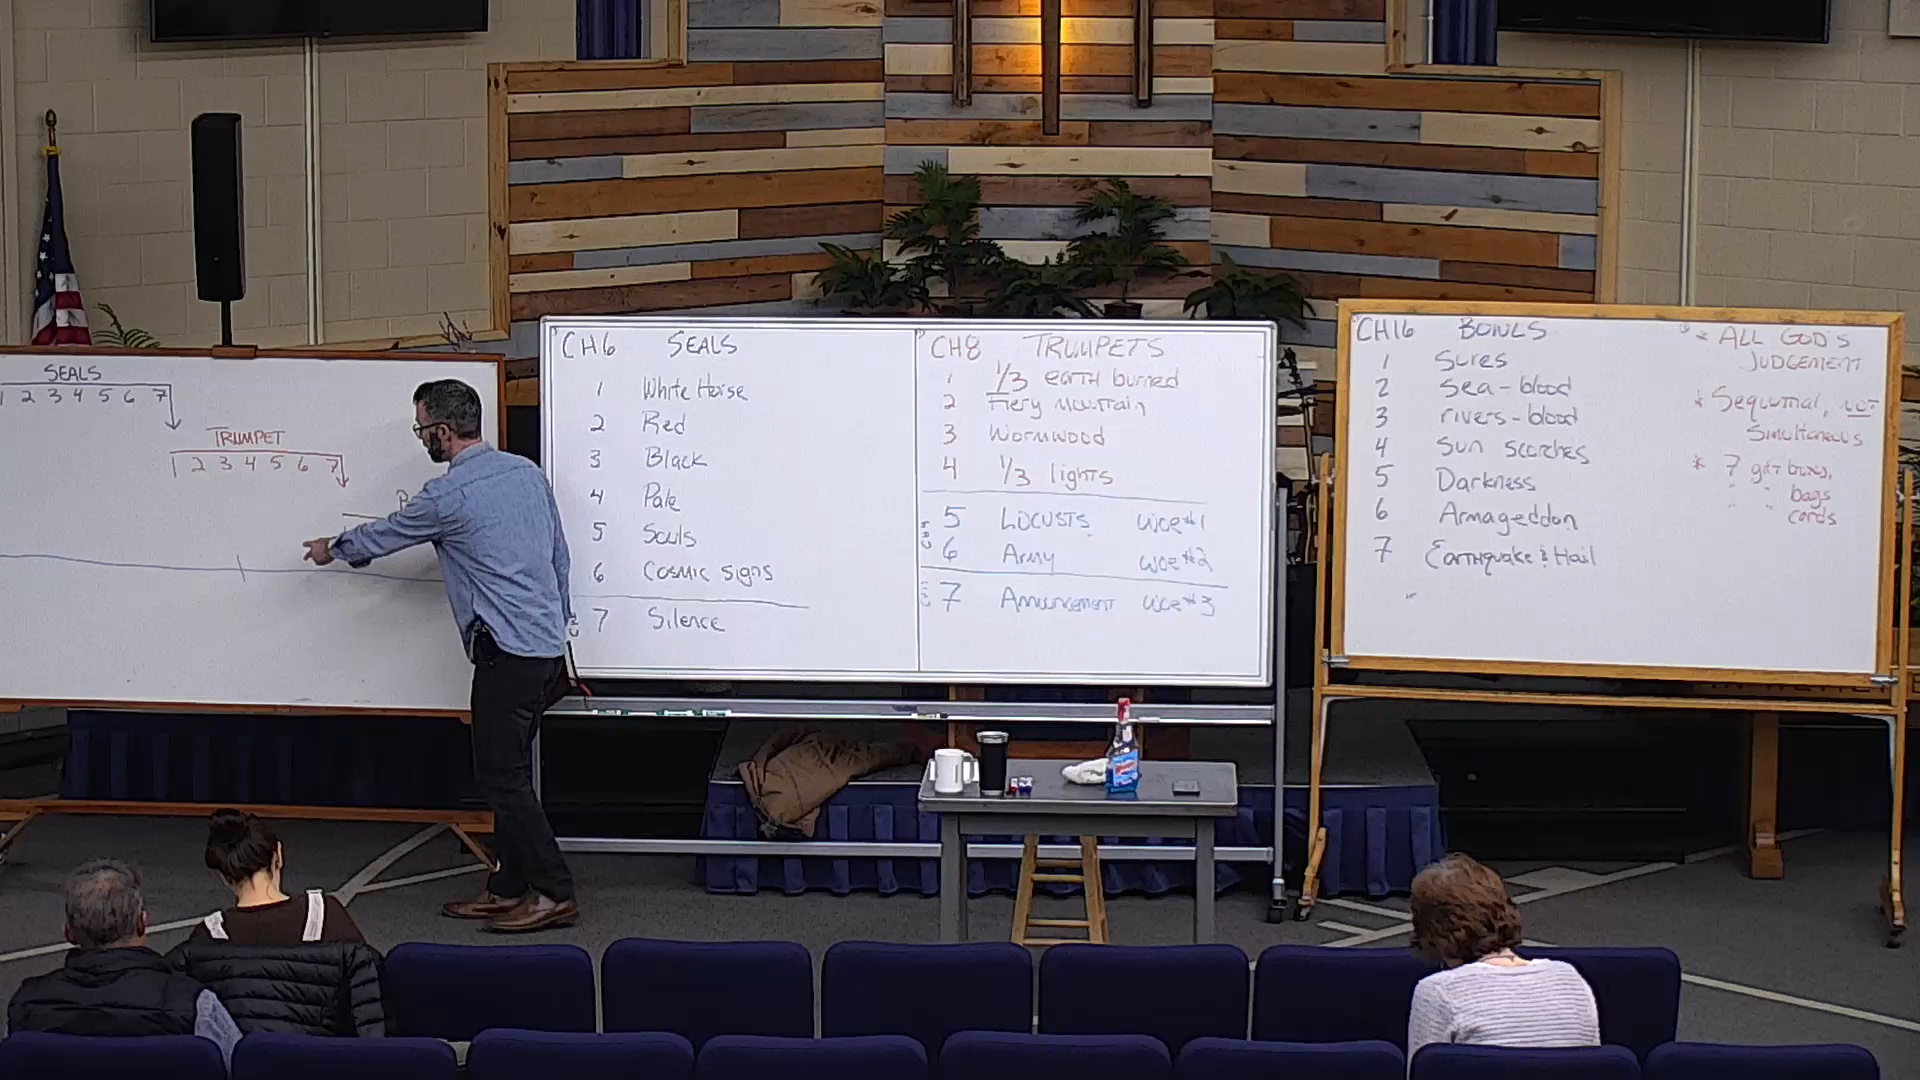 SEALS
1 2 3 4 5 6 7
TRUMPET
1 2 3 4 5 6 7
CH6 SEALS
1 White Horse
2 Red
3 Black
4 Pale
5 Souls
6 Cosmic Signs
7 Silence
CH8 TRUMPETS
1 1/3 earth burned
2 Fiery Mountain
3 Wormwood
4 1/3 lights
5 Locusts Woe #1
6 Army Woe #2
7 Announcement Woe #3
CH16 BOWLS
1 Sores
2 Sea-blood
3 rivers-blood
4 Sun scorches
5 Darkness
6 Armageddon
7 Earthquake & Hail
* ALL GOD'S
JUDGEMENT
* Sequential, NOT
Simultaneous
* 7 gift boxes,
" " bags
" " cards